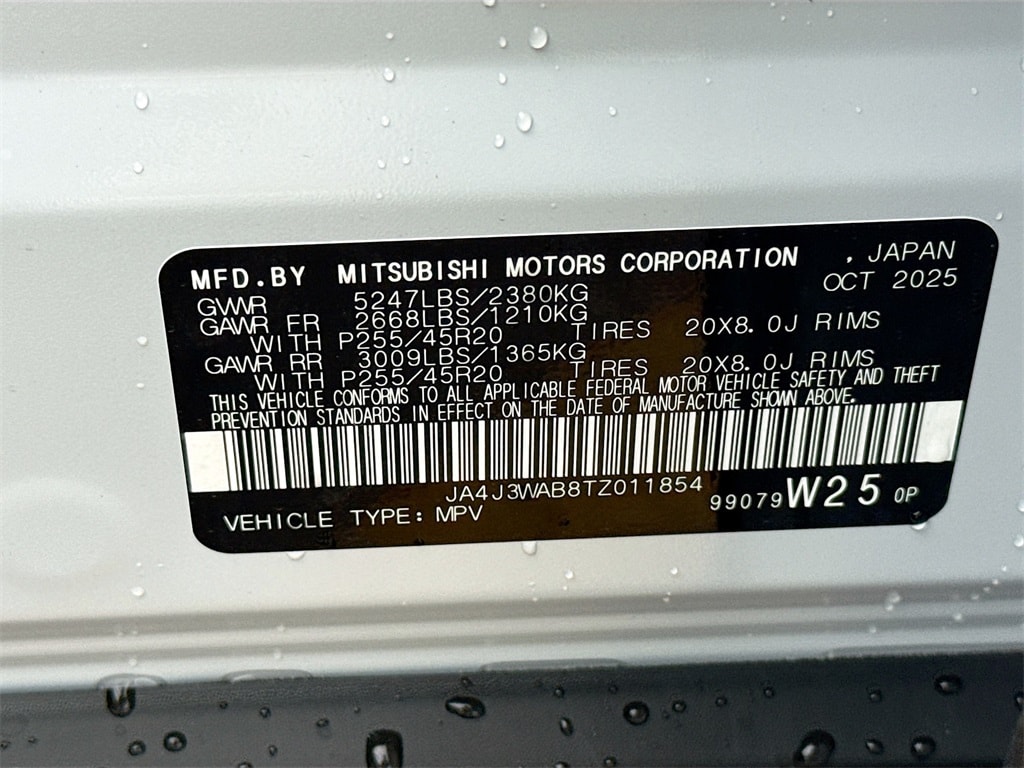 MFD.BY MITSUBISHI MOTORS CORPORATION , JAPAN
OCT 2025
GVWR 5247LBS/2380KG
GAWR FR 2668LBS/1210KG
WITH P255/45R20 TIRES 20X8.0J RIMS
GAWR RR 3009LBS/1365KG
WITH P255/45R20 TIRES 20X8.0J RIMS
THIS VEHICLE CONFORMS TO ALL APPLICABLE FEDERAL MOTOR VEHICLE SAFETY AND THEFT
PREVENTION STANDARDS IN EFFECT ON THE DATE OF MANUFACTURE SHOWN ABOVE.
JA4J3WAB8TZ011854
99079 W25 0P
VEHICLE TYPE: MPV